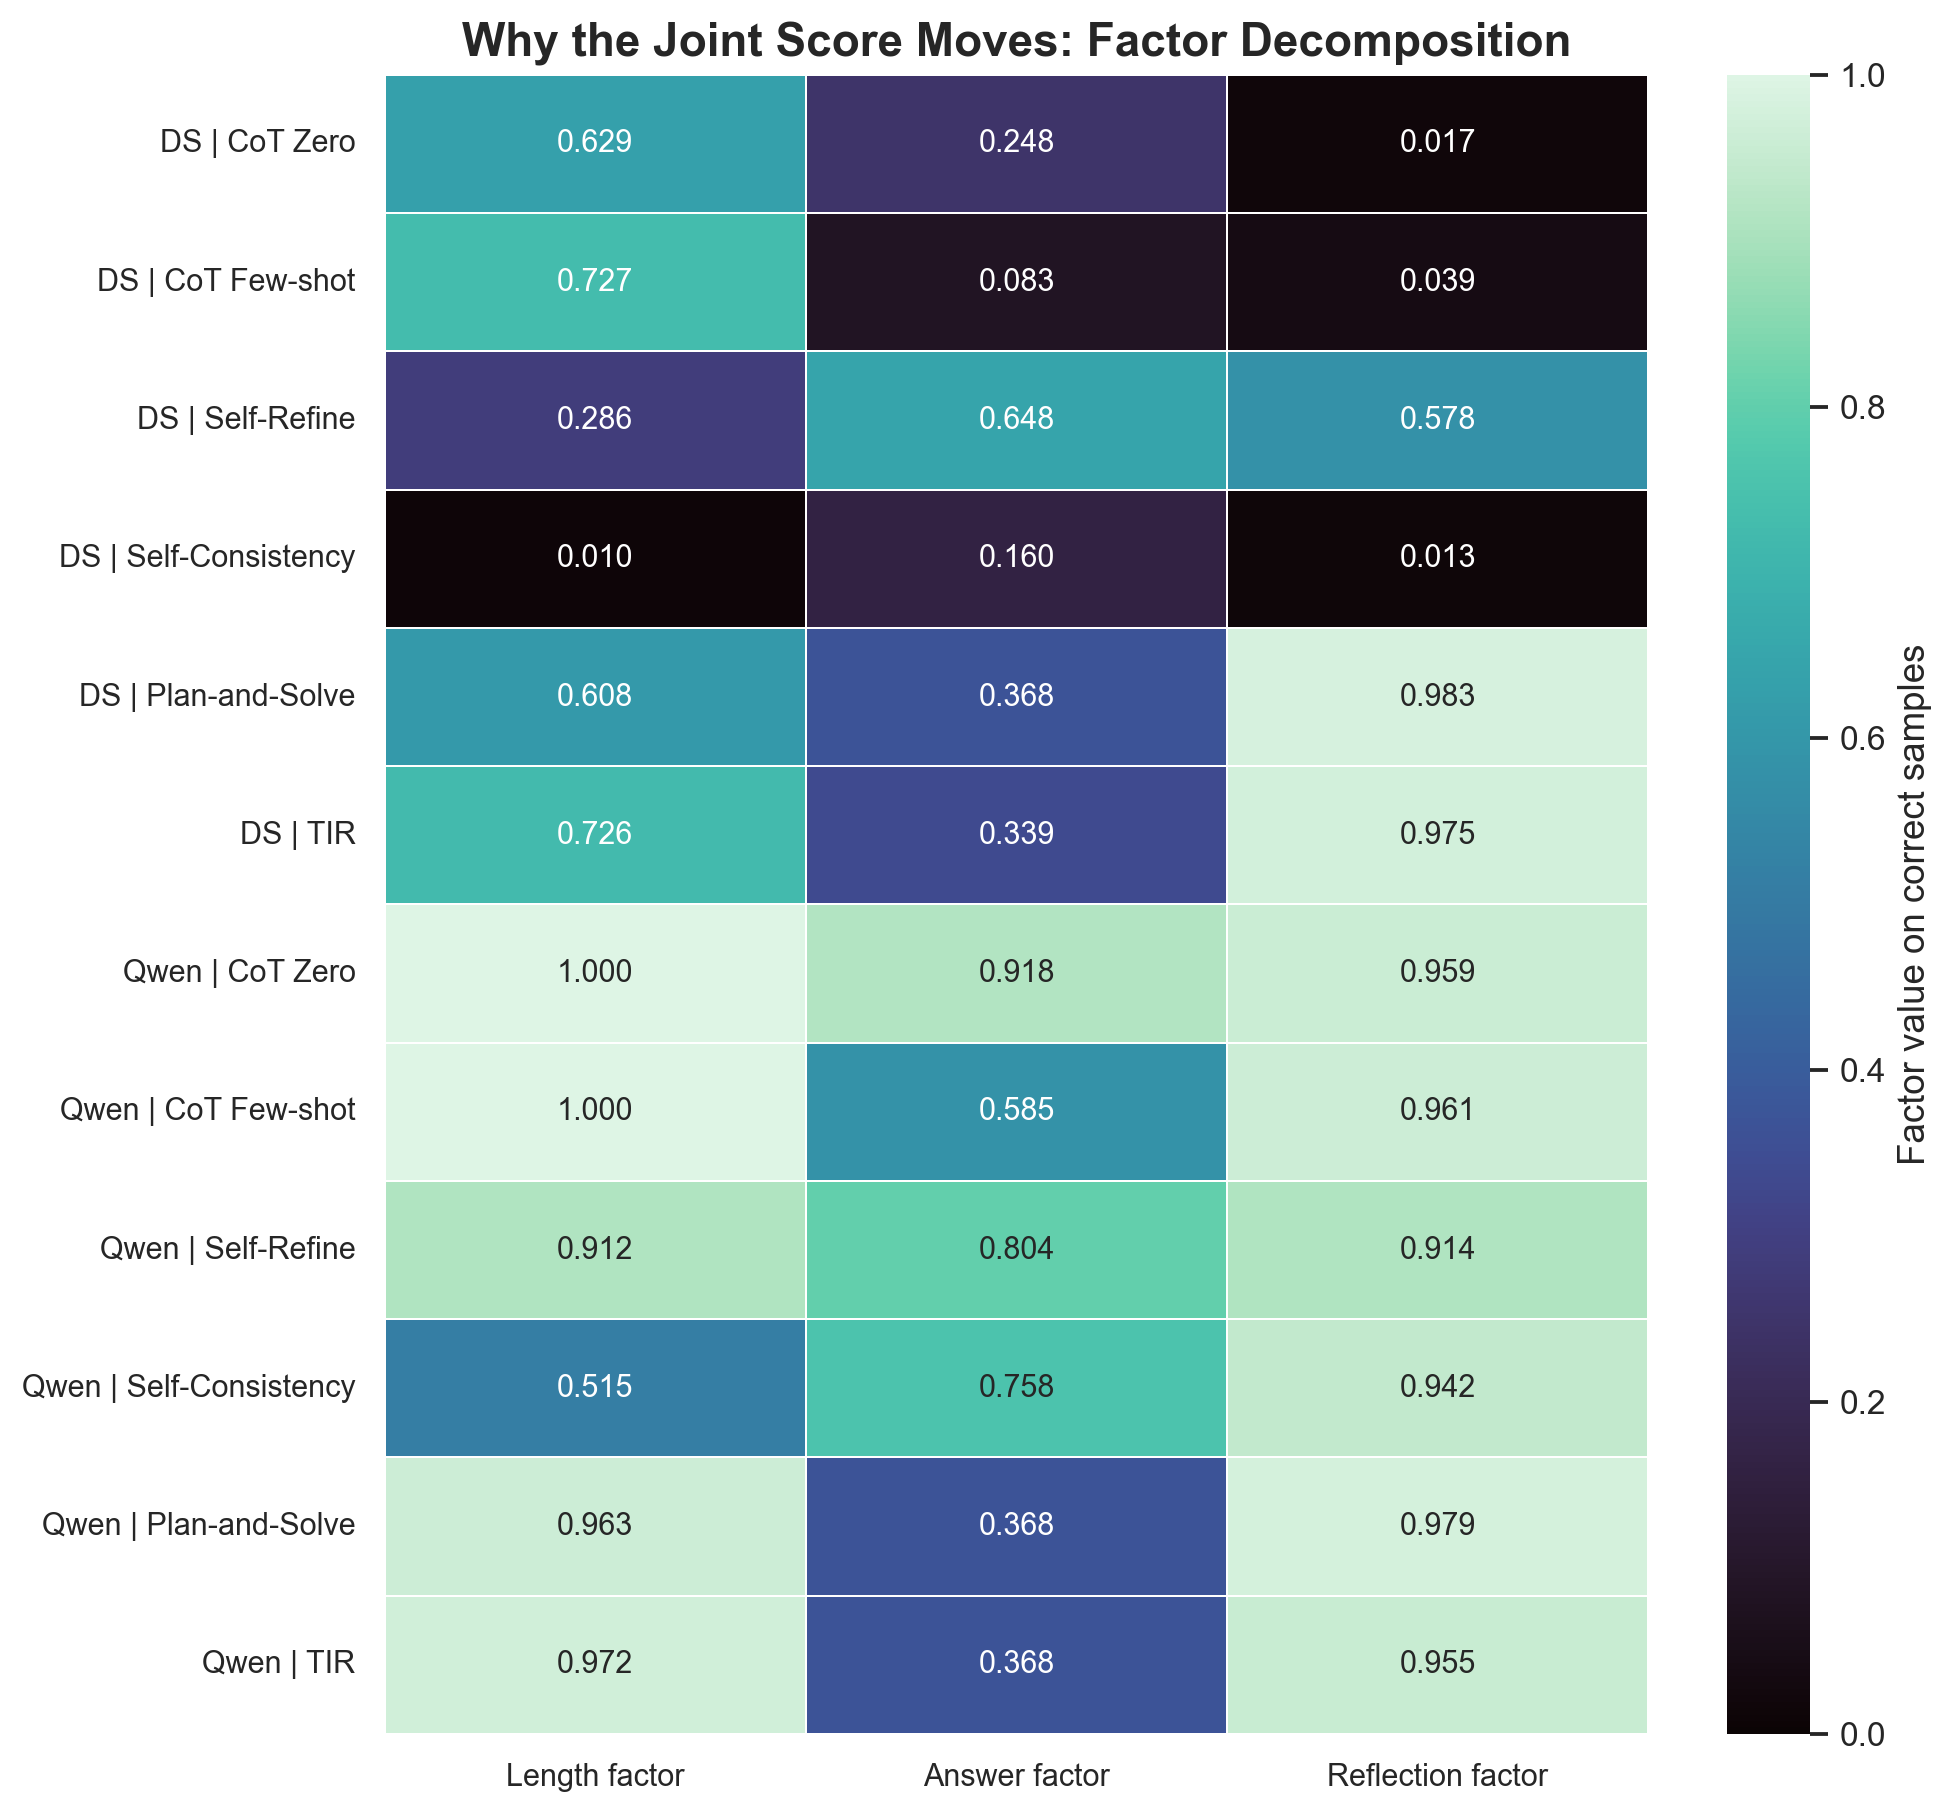 Why the Joint Score Moves: Factor Decomposition
DS | CoT Zero 0.629 0.248 0.017
DS | CoT Few-shot 0.727 0.083 0.039
DS | Self-Refine 0.286 0.648 0.578
DS | Self-Consistency 0.010 0.160 0.013
DS | Plan-and-Solve 0.608 0.368 0.983
DS | TIR 0.726 0.339 0.975
Qwen | CoT Zero 1.000 0.918 0.959
Qwen | CoT Few-shot 1.000 0.585 0.961
Qwen | Self-Refine 0.912 0.804 0.914
Qwen | Self-Consistency 0.515 0.758 0.942
Qwen | Plan-and-Solve 0.963 0.368 0.979
Qwen | TIR 0.972 0.368 0.955
Length factor Answer factor Reflection factor
1.0
0.8
0.6
0.4
0.2
0.0
Factor value on correct samples